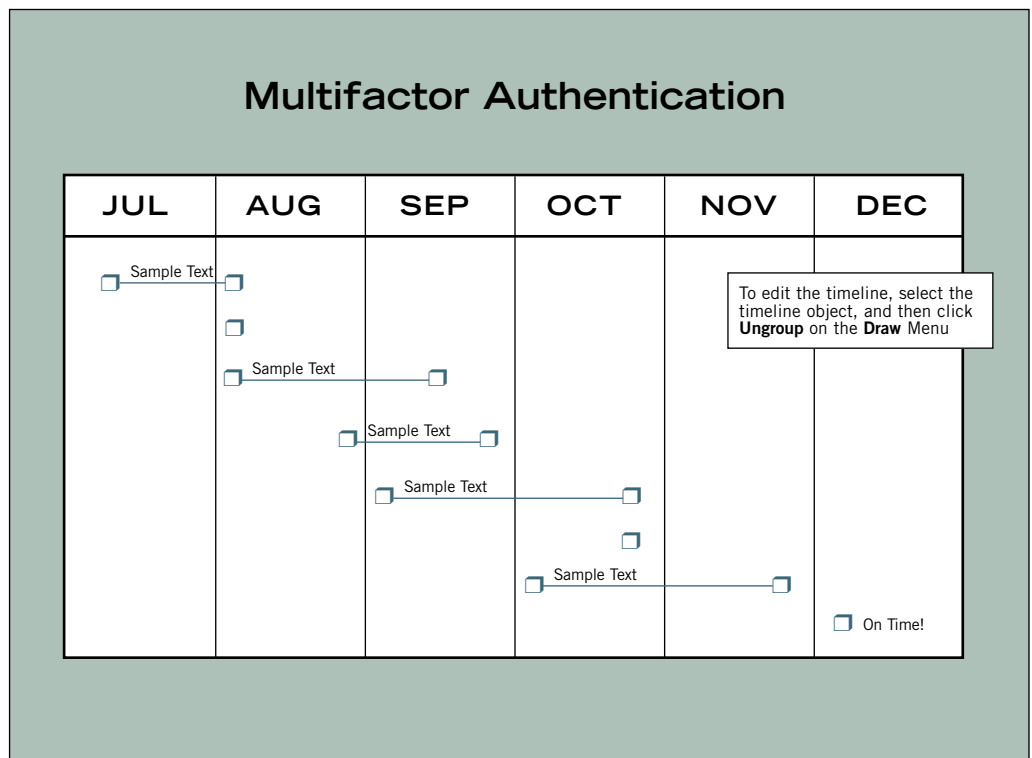 Multifactor Authentication
JUL AUG SEP OCT NOV DEC
Sample Text
To edit the timeline, select the
timeline object, and then click
Ungroup on the Draw Menu
Sample Text
Sample Text
Sample Text
Sample Text
On Time!